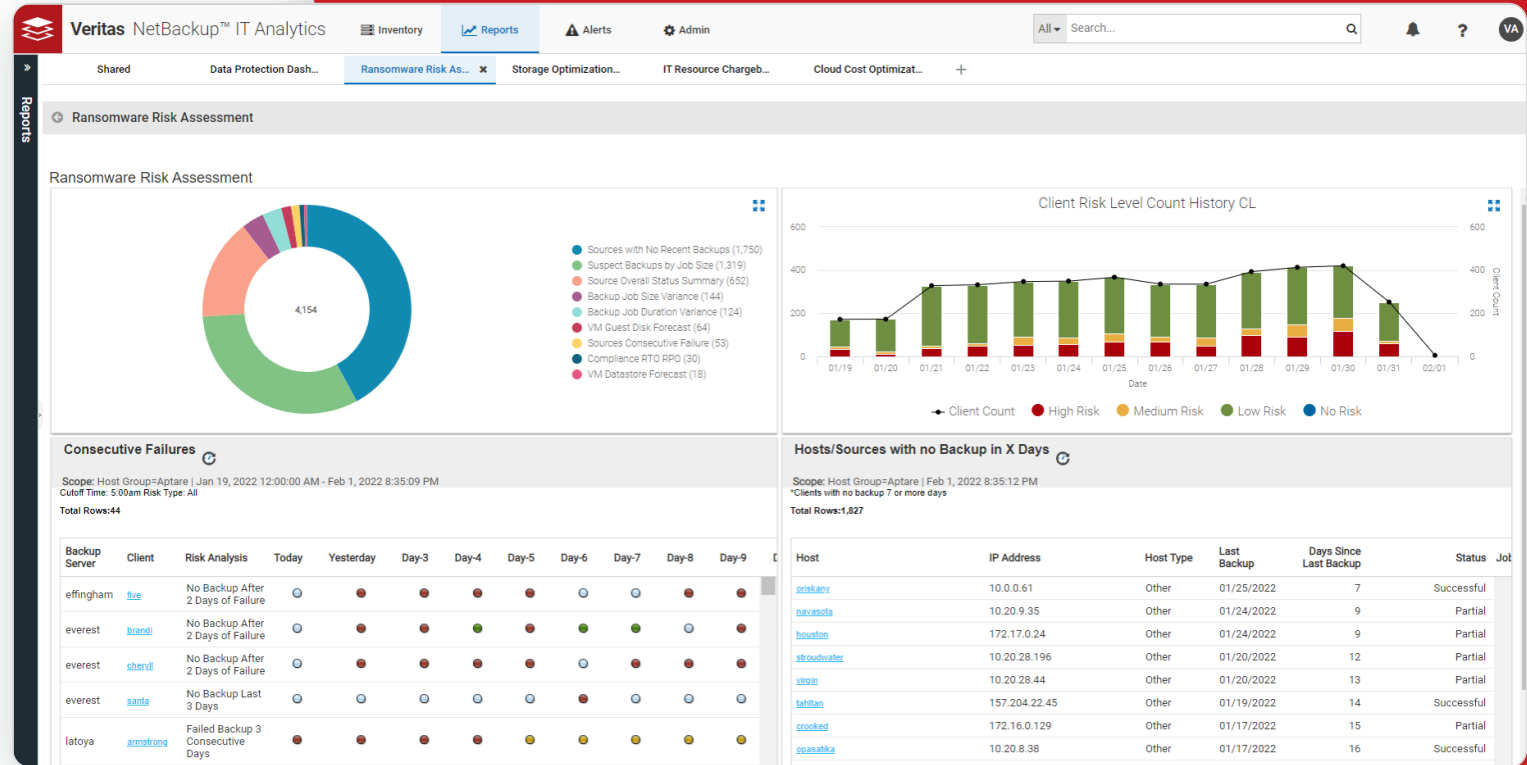 Veritas NetBackup™ IT Analytics
Inventory
Reports
Alerts
Admin
All
Search...
?
VA
»
Reports
Shared
Data Protection Dash...
Ransomware Risk As... ×
Storage Optimization...
IT Resource Chargeb...
Cloud Cost Optimizat...
+
Ransomware Risk Assessment
Ransomware Risk Assessment
4,154
Sources with No Recent Backups (1,750)
Suspect Backups by Job Size (1,319)
Source Overall Status Summary (652)
Backup Job Size Variance (144)
Backup Job Duration Variance (124)
VM Guest Disk Forecast (64)
Sources Consecutive Failure (53)
Compliance RTO RPO (30)
VM Datastore Forecast (18)
Client Risk Level Count History CL
600 600
400 400
200 200
0 0
Client Count
01/19 01/20 01/21 01/22 01/23 01/24 01/25 01/26 01/27 01/28 01/29 01/30 01/31 02/01
Date
Client Count High Risk Medium Risk Low Risk No Risk
Consecutive Failures
Scope: Host Group=Aptare | Jan 19, 2022 12:00:00 AM - Feb 1, 2022 8:35:09 PM
Cutoff Time: 5:00am Risk Type: All
Total Rows:44
Backup Server Client Risk Analysis Today Yesterday Day-3 Day-4 Day-5 Day-6 Day-7 Day-8 Day-9
effingham five No Backup After 2 Days of Failure
everest brandi No Backup After 2 Days of Failure
everest cheryll No Backup After 2 Days of Failure
everest santa No Backup Last 3 Days
latoya armstrong Failed Backup 3 Consecutive Days
Hosts/Sources with no Backup in X Days
Scope: Host Group=Aptare | Feb 1, 2022 8:35:12 PM
*Clients with no backup 7 or more days
Total Rows:1,827
Host IP Address Host Type Last Backup Days Since Last Backup Status Job
oriskany 10.0.0.61 Other 01/25/2022 7 Successful
navasota 10.20.9.35 Other 01/24/2022 9 Partial
houston 172.17.0.24 Other 01/24/2022 9 Partial
stroudwater 10.20.28.196 Other 01/20/2022 12 Partial
virgin 10.20.28.44 Other 01/20/2022 13 Partial
tahltan 157.204.22.45 Other 01/19/2022 14 Successful
crooked 172.16.0.129 Other 01/17/2022 15 Partial
opasatika 10.20.8.38 Other 01/17/2022 16 Successful